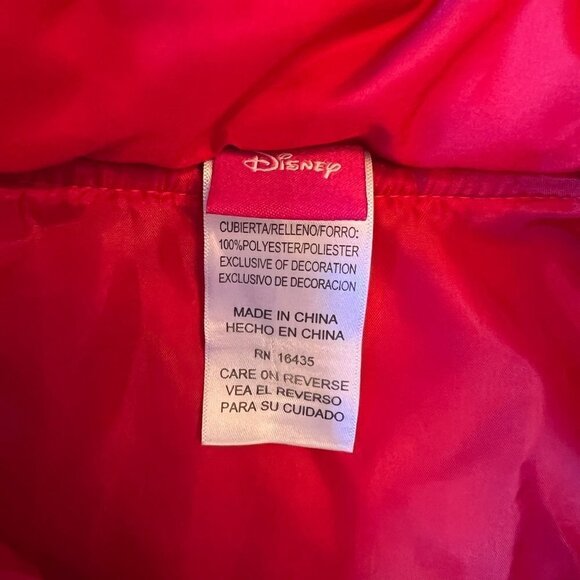 Disney
CUBIERTA/RELLENO/FORRO:
100%POLYESTER/POLIESTER
EXCLUSIVE OF DECORATION
EXCLUSIVO DE DECORACION
MADE IN CHINA
HECHO EN CHINA
RN 16435
CARE ON REVERSE
VEA EL REVERSO
PARA SU CUIDADO